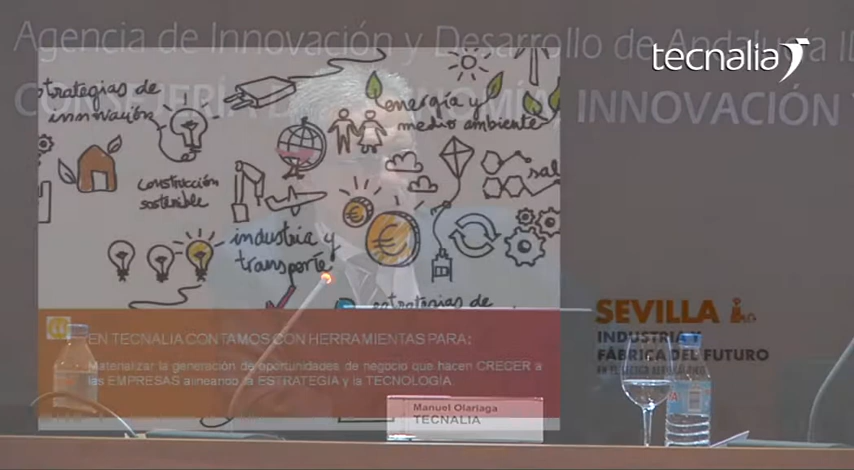 Agencia de Innovación y Desarrollo de Andalucía
tecnalia
CONSEJERÍA DE ECONOMÍA, INNOVACIÓN Y
estrategias de
innovación
energía y
medio ambiente
construcción
sostenible
salud
industria y
transporte
estrategias de
EN TECNALIA CONTAMOS CON HERRAMIENTAS PARA:
Materializar la generación de oportunidades de negocio que hacen CRECER a
las EMPRESAS alineando la ESTRATEGIA y la TECNOLOGÍA.
SEVILLA
INDUSTRIA Y
FÁBRICA DEL FUTURO
Manuel Olariaga
TECNALIA